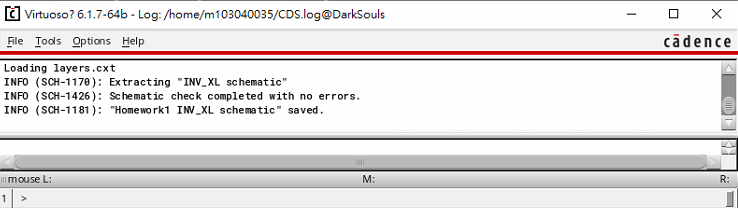 Virtuoso? 6.1.7-64b - Log: /home/m103040035/CDS.log@DarkSouls
File Tools Options Help
cādence
Loading layers.cxt
INFO (SCH-1170): Extracting "INV_XL schematic"
INFO (SCH-1426): Schematic check completed with no errors.
INFO (SCH-1181): "Homework1 INV_XL schematic" saved.
mouse L: M: R:
1 >